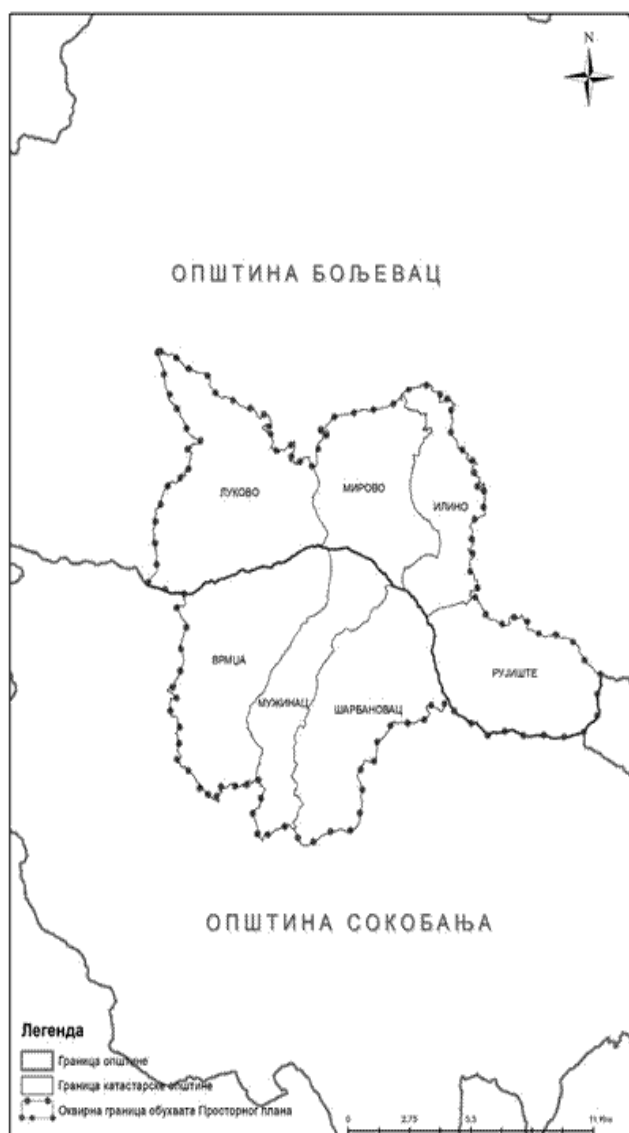 N
ОПШТИНА БОЉЕВАЦ
ЛУКОВО
МИРОВО
ИЛИНО
ВРМЏА
МУЖИНАЦ
ШАРБАНОВАЦ
РУЈИШТЕ
ОПШТИНА СОКОБАЊА
Легенда
Граница општине
Граница катастарске општине
Оквирна граница обухвата Просторног плана
0 2,75 5,5